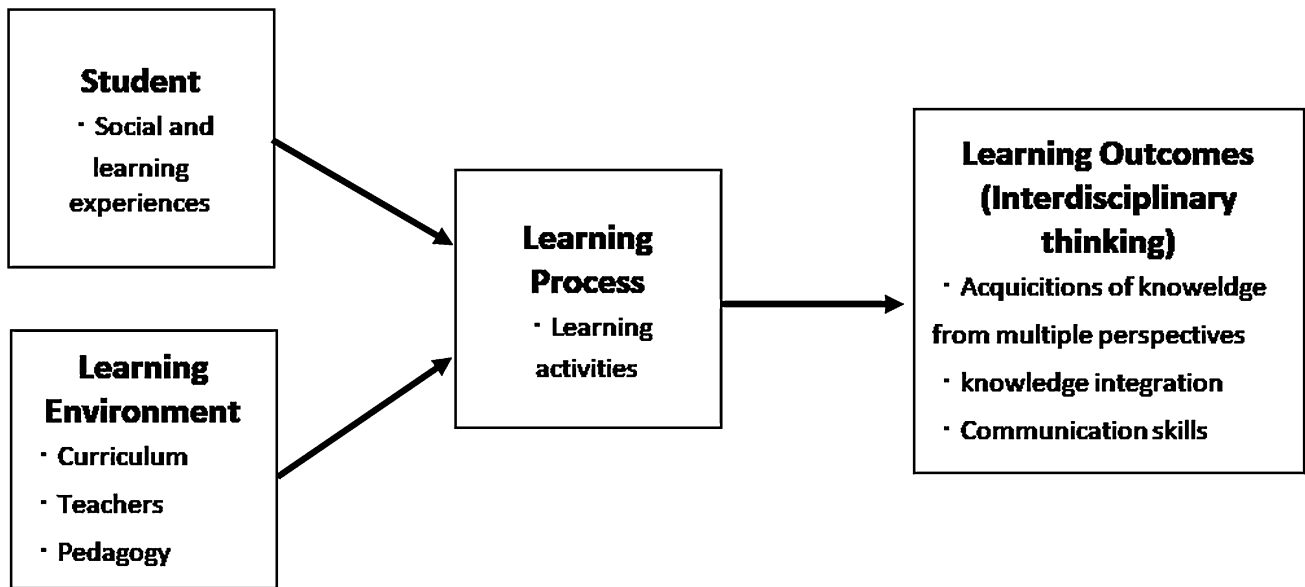 Student
· Social and
learning
experiences
Learning
Environment
· Curriculum
· Teachers
· Pedagogy
Learning
Process
· Learning
activities
Learning Outcomes
(Interdisciplinary
thinking)
· Acquicitions of knoweldge
from multiple perspectives
· knowledge integration
· Communication skills